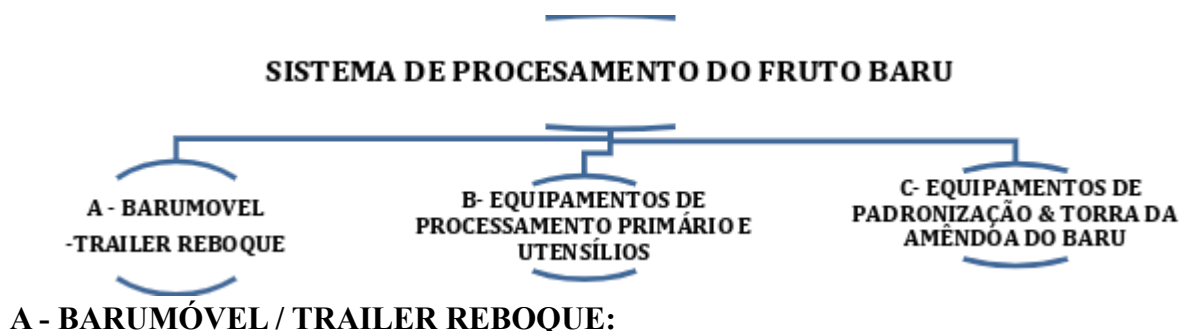 SISTEMA DE PROCESAMENTO DO FRUTO BARU
A - BARUMOVEL
-TRAILER REBOQUE
B- EQUIPAMENTOS DE
PROCESSAMENTO PRIMÁRIO E
UTENSÍLIOS
C- EQUIPAMENTOS DE
PADRONIZAÇÃO & TORRA DA
AMÊNDOA DO BARU
A - BARUMÓVEL / TRAILER REBOQUE: